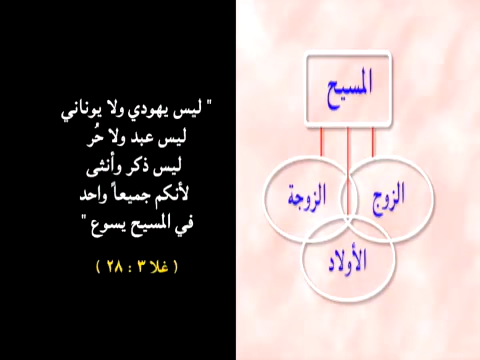 " ليس يهودي ولا يوناني
ليس عبد ولا حُر
ليس ذكر وأنثى
لأنكم جميعاً واحد
في المسيح يسوع "
( غلا ٣ : ٢٨ )
المسيح
الزوج
الزوجة
الأولاد